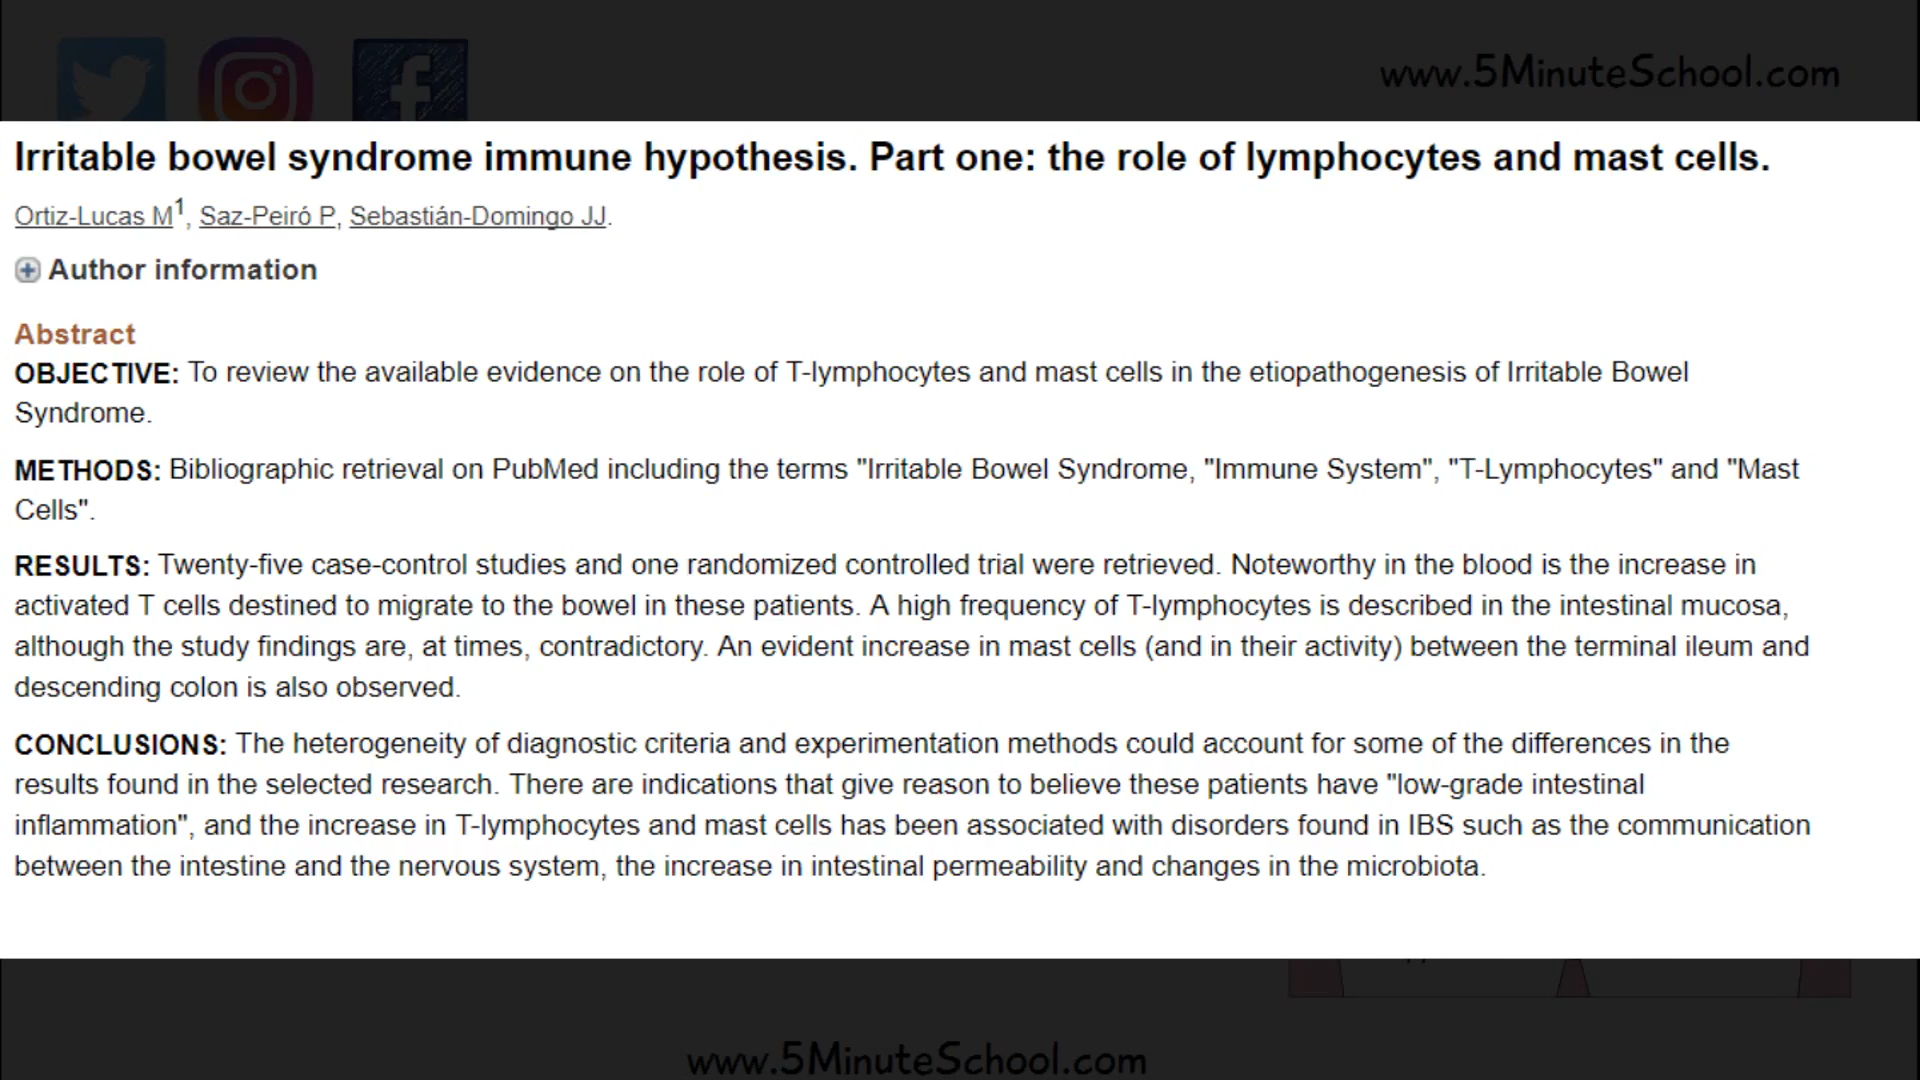 www.5MinuteSchool.com
Irritable bowel syndrome immune hypothesis. Part one: the role of lymphocytes and mast cells.
Ortiz-Lucas M1, Saz-Peiró P, Sebastián-Domingo JJ.
Author information
Abstract
OBJECTIVE: To review the available evidence on the role of T-lymphocytes and mast cells in the etiopathogenesis of Irritable Bowel
Syndrome.
METHODS: Bibliographic retrieval on PubMed including the terms "Irritable Bowel Syndrome, "Immune System", "T-Lymphocytes" and "Mast
Cells".
RESULTS: Twenty-five case-control studies and one randomized controlled trial were retrieved. Noteworthy in the blood is the increase in
activated T cells destined to migrate to the bowel in these patients. A high frequency of T-lymphocytes is described in the intestinal mucosa,
although the study findings are, at times, contradictory. An evident increase in mast cells (and in their activity) between the terminal ileum and
descending colon is also observed.
CONCLUSIONS: The heterogeneity of diagnostic criteria and experimentation methods could account for some of the differences in the
results found in the selected research. There are indications that give reason to believe these patients have "low-grade intestinal
inflammation", and the increase in T-lymphocytes and mast cells has been associated with disorders found in IBS such as the communication
between the intestine and the nervous system, the increase in intestinal permeability and changes in the microbiota.
www.5MinuteSchool.com